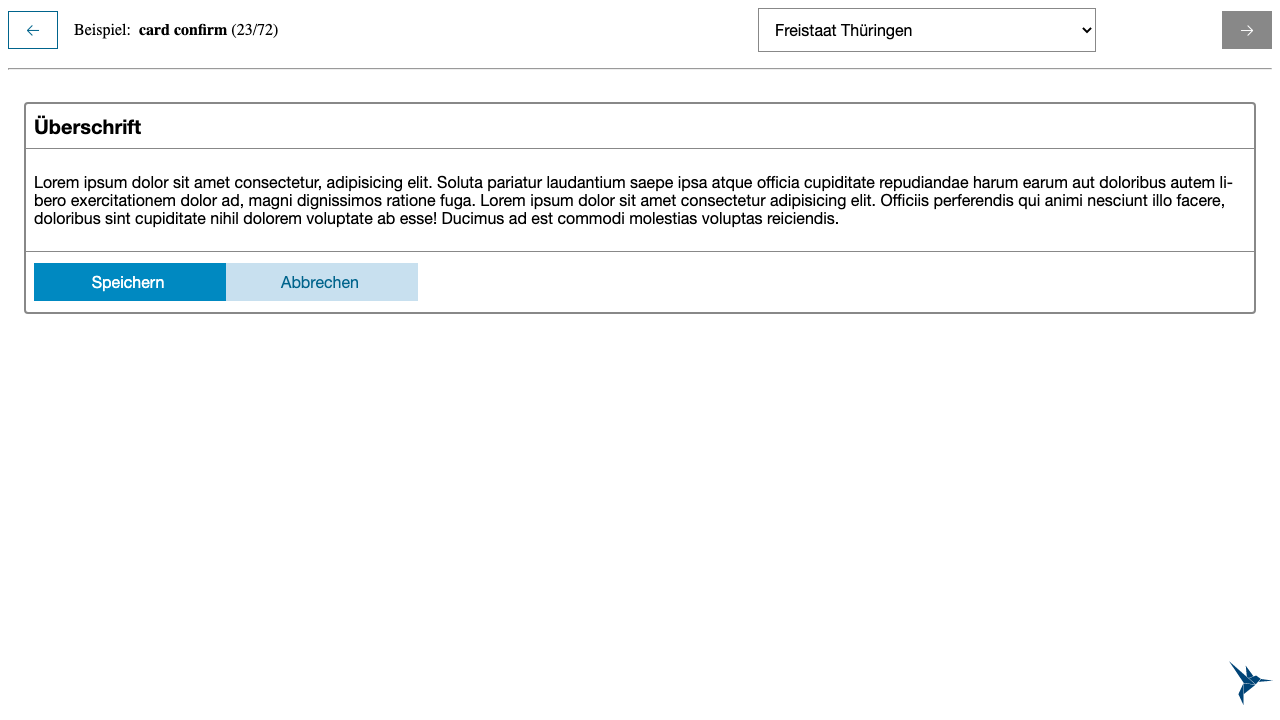 ← Beispiel: card confirm (23/72) Freistaat Thüringen →
Überschrift
Lorem ipsum dolor sit amet consectetur, adipisicing elit. Soluta pariatur laudantium saepe ipsa atque officia cupiditate repudiandae harum earum aut doloribus autem li-
bero exercitationem dolor ad, magni dignissimos ratione fuga. Lorem ipsum dolor sit amet consectetur adipisicing elit. Officiis perferendis qui animi nesciunt illo facere,
doloribus sint cupiditate nihil dolorem voluptate ab esse! Ducimus ad est commodi molestias voluptas reiciendis.
Speichern Abbrechen